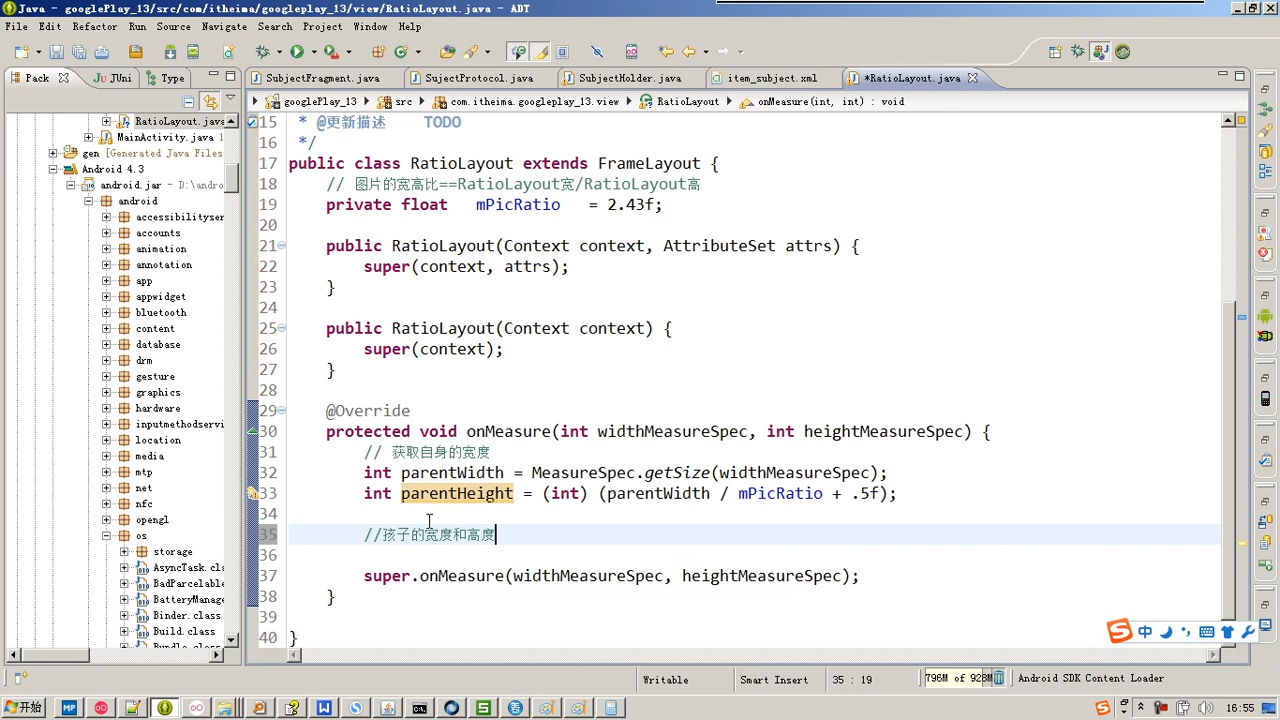 Java - googlePlay_13/src/com/itheima/googleplay_13/view/RatioLayout.java - ADT
File Edit Refactor Run Source Navigate Search Project Window Help
Pack JUni Type
SubjectFragment.java SujectProtocol.java SubjectHolder.java item_subject.xml *RatioLayout.java
googlePlay_13 src com.itheima.googleplay_13.view RatioLayout onMeasure(int, int) : void
RatioLayout.java
MainActivity.java
gen [Generated Java Files
Android 4.3
android.jar - D:\andro
android
accessibilityser
accounts
animation
annotation
app
appwidget
bluetooth
content
database
drm
gesture
graphics
hardware
inputmethodservi
location
media
mtp
net
nfc
opengl
os
storage
AsyncTask.cla
BadParcelable
BatteryManage
Binder.class
Build.class
Bundle.class
15 * @更新描述 TODO
16 */
17 public class RatioLayout extends FrameLayout {
18 // 图片的宽高比==RatioLayout宽/RatioLayout高
19 private float mPicRatio = 2.43f;
20
21 public RatioLayout(Context context, AttributeSet attrs) {
22 super(context, attrs);
23 }
24
25 public RatioLayout(Context context) {
26 super(context);
27 }
28
29 @Override
30 protected void onMeasure(int widthMeasureSpec, int heightMeasureSpec) {
31 // 获取自身的宽度
32 int parentWidth = MeasureSpec.getSize(widthMeasureSpec);
33 int parentHeight = (int) (parentWidth / mPicRatio + .5f);
34
35 //孩子的宽度和高度
36
37 super.onMeasure(widthMeasureSpec, heightMeasureSpec);
38 }
39
40 }
中
Writable Smart Insert 35 : 19 796M of 928M Android SDK Content Loader
开始 16:55